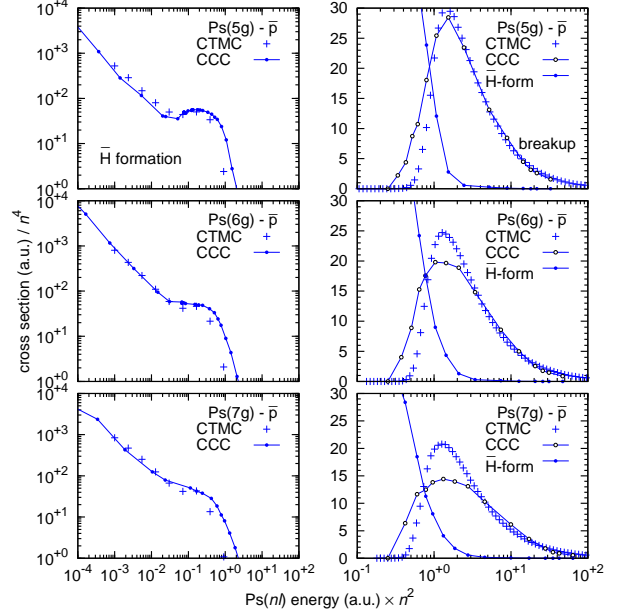 Ps(5g) - p̅
CTMC
CCC
H̅ formation
10^+4
10^+3
10^+2
10^+1
10^+0
Ps(5g) - p̅
CTMC
CCC
H̅-form
breakup
30
25
20
15
10
5
0
cross section (a.u.) / n^4
Ps(6g) - p̅
CTMC
CCC
10^+3
10^+2
10^+1
10^+0
Ps(6g) - p̅
CTMC
CCC
H̅-form
30
25
20
15
10
5
0
Ps(7g) - p̅
CTMC
CCC
10^+4
10^+3
10^+2
10^+1
10^+0
10^-4 10^-3 10^-2 10^-1 10^+0 10^+1 10^+2
Ps(7g) - p̅
CTMC
CCC
H̅-form
30
25
20
15
10
5
0
10^-1 10^+0 10^+1 10^+2
Ps(nl) energy (a.u.) × n^2